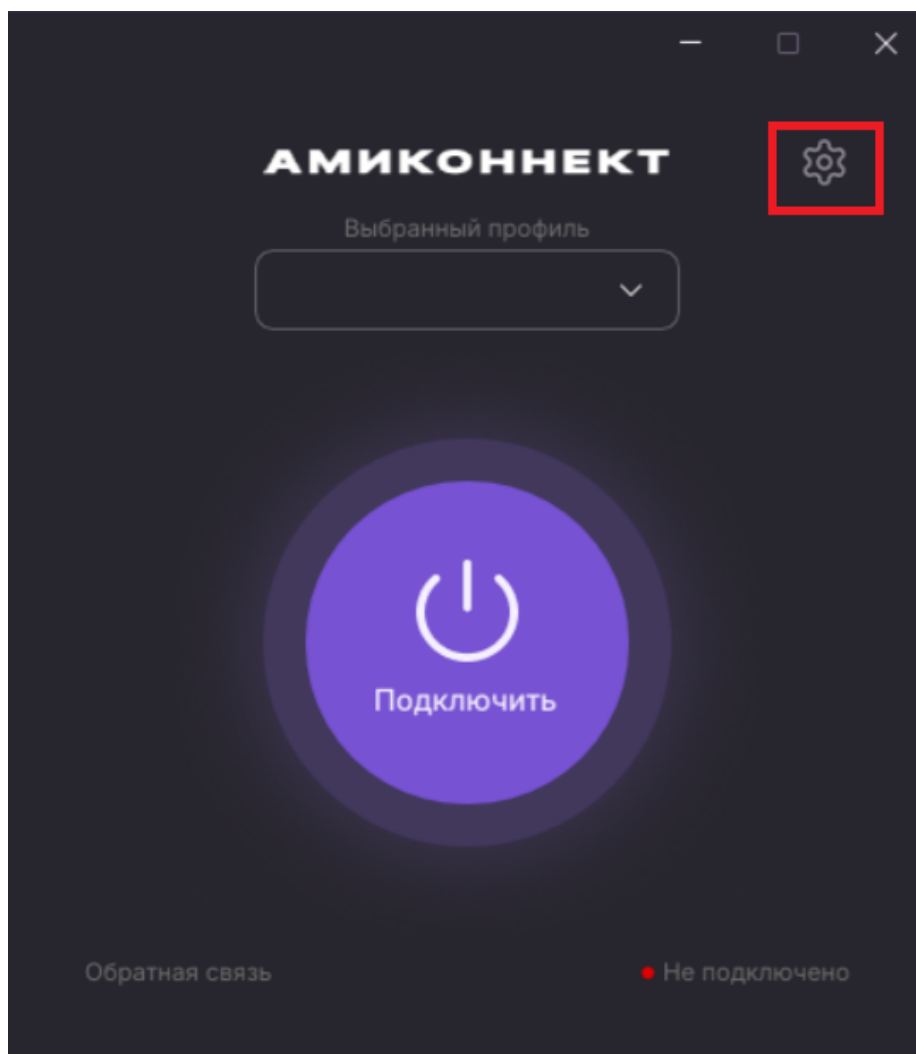 АМИКОННЕКТ
Выбранный профиль
Подключить
Обратная связь
Не подключено